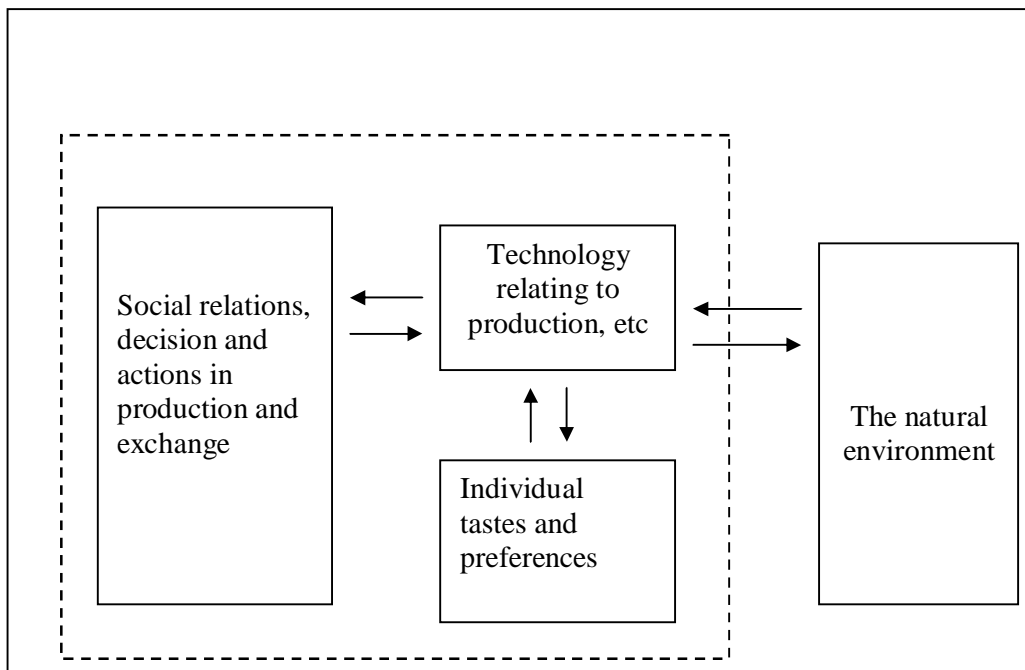 Social relations,
decision and
actions in
production and
exchange
Technology
relating to
production, etc
Individual
tastes and
preferences
The natural
environment